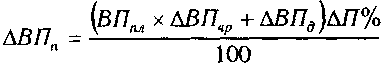 ΔВП_п = (ВП_пл × ΔВП_чр + ΔВП_д)ΔП% / 100